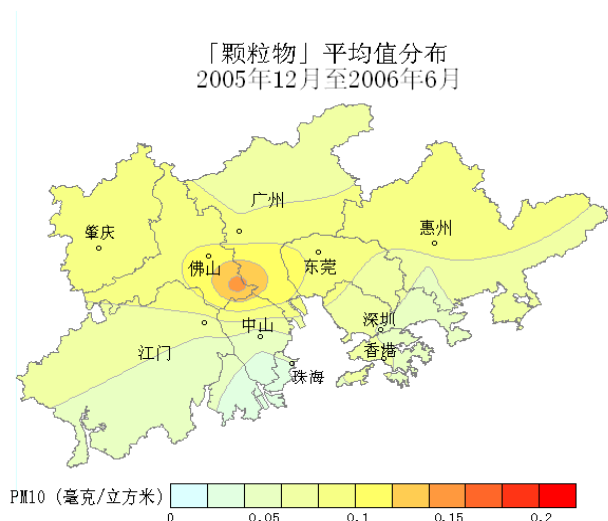 「颗粒物」平均值分布
2005年12月至2006年6月
广州
肇庆
惠州
佛山
东莞
深圳
中山
香港
江门
珠海
PM10 (毫克/立方米)
0 0.05 0.1 0.15 0.2